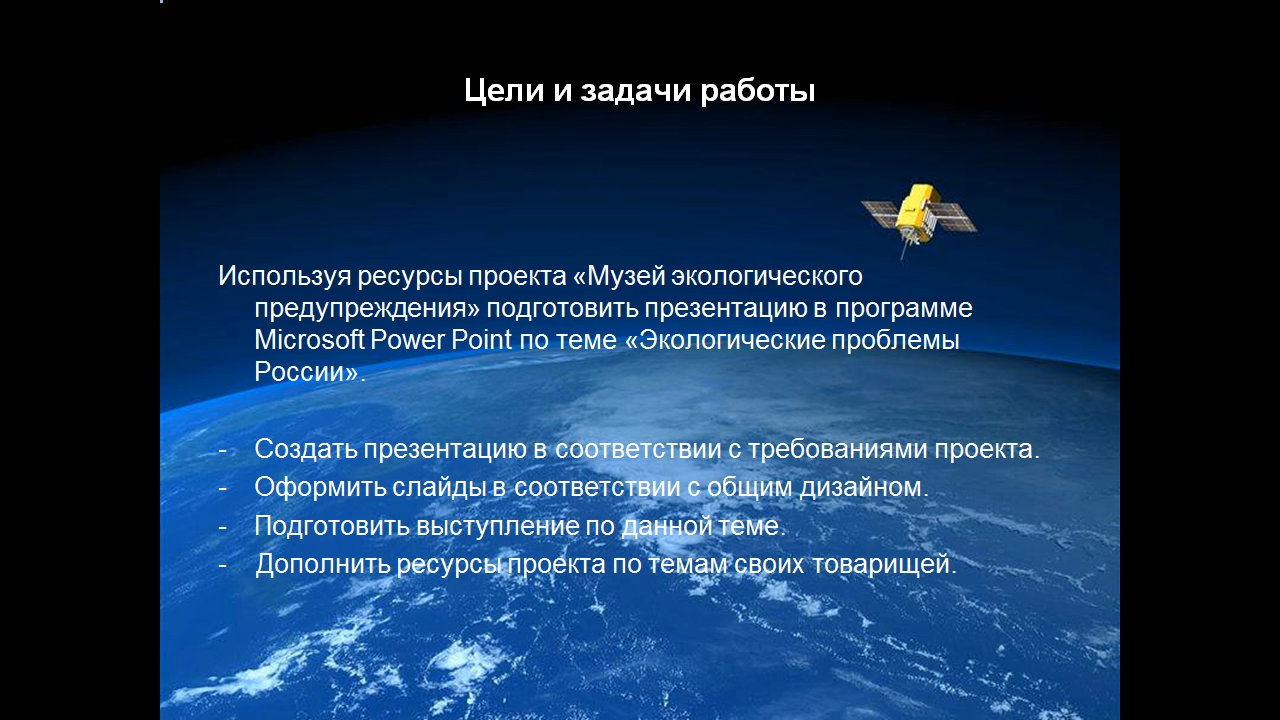 Цели и задачи работы
Используя ресурсы проекта «Музей экологического
предупреждения» подготовить презентацию в программе
Microsoft Power Point по теме «Экологические проблемы
России».
- Создать презентацию в соответствии с требованиями проекта.
- Оформить слайды в соответствии с общим дизайном.
- Подготовить выступление по данной теме.
- Дополнить ресурсы проекта по темам своих товарищей.